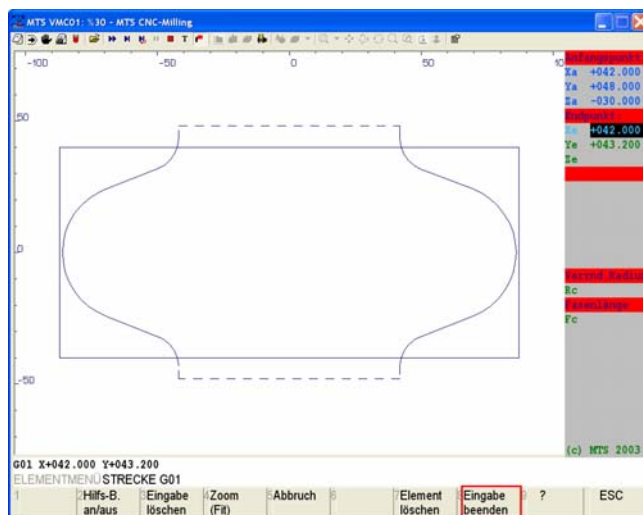 MTS VMC01: %30 - MTS CNC-Milling
T
-100 -50 0 50 10
50
0
-50
Anfangspunkt
Xa +042.000
Ya +048.000
Za -030.000
Endpunkt:
Xe +042.000
Ye +043.200
Ze
Verrnd.Radiu
Rc
Fasenlänge
Fc
(c) MTS 2003
G01 X+042.000 Y+043.200
ELEMENTMENÜ STRECKE G01
1 2 Hilfs-B. an/aus 3 Eingabe löschen 4 Zoom (Fit) 5 Abbruch 6 7 Element löschen 8 Eingabe beenden 9 ? ESC